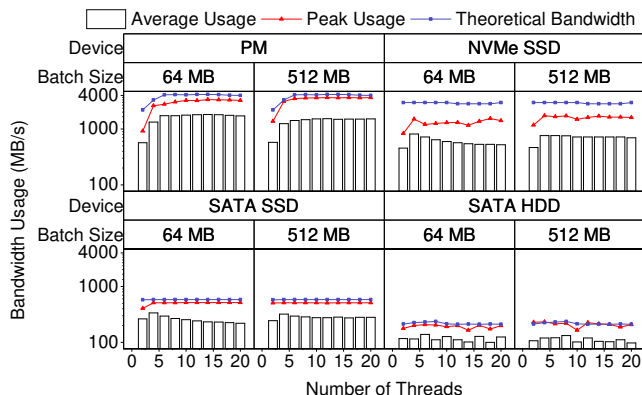 Average Usage Peak Usage Theoretical Bandwidth
Device PM NVMe SSD
Batch Size 64 MB 512 MB 64 MB 512 MB
4000
1000
100
Device SATA SSD SATA HDD
Batch Size 64 MB 512 MB 64 MB 512 MB
4000
1000
100
0 5 10 15 20 0 5 10 15 20 0 5 10 15 20 0 5 10 15 20
Bandwidth Usage (MB/s)
Number of Threads